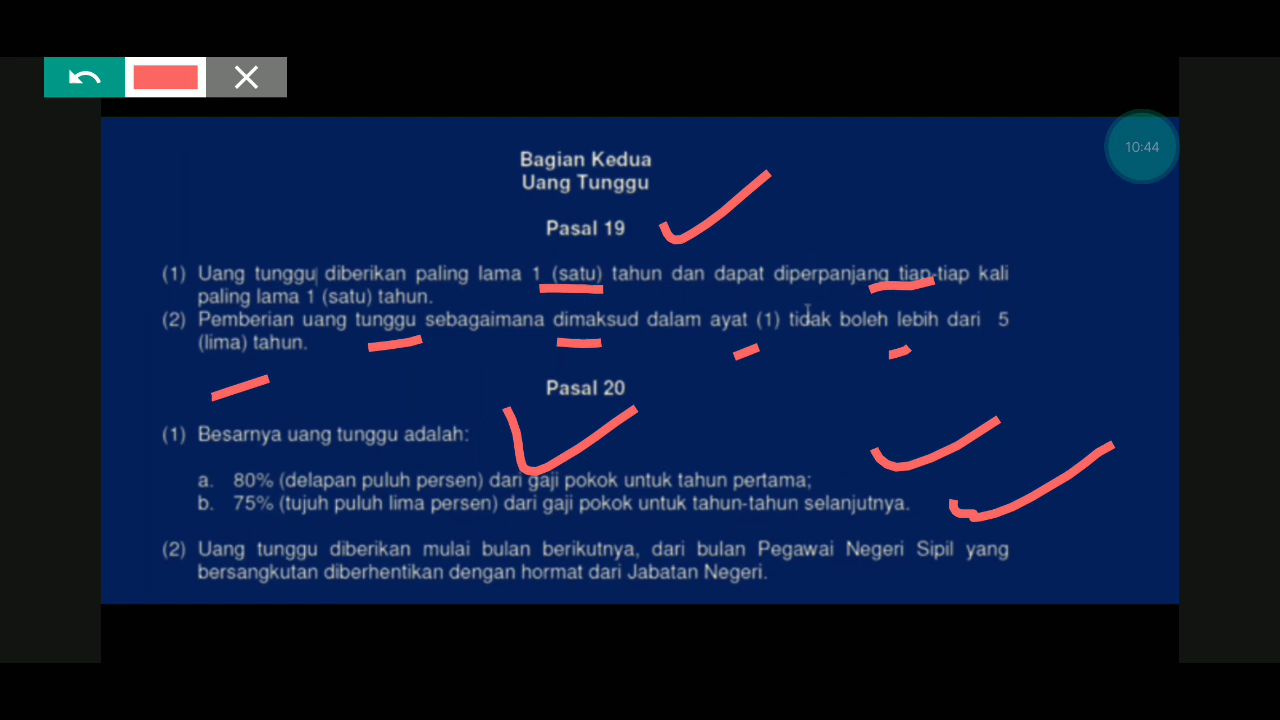 10:44
Bagian Kedua
Uang Tunggu
Pasal 19
(1) Uang tunggu diberikan paling lama 1 (satu) tahun dan dapat diperpanjang tiap-tiap kali
paling lama 1 (satu) tahun.
(2) Pemberian uang tunggu sebagaimana dimaksud dalam ayat (1) tidak boleh lebih dari 5
(lima) tahun.
Pasal 20
(1) Besarnya uang tunggu adalah:
a. 80% (delapan puluh persen) dari gaji pokok untuk tahun pertama;
b. 75% (tujuh puluh lima persen) dari gaji pokok untuk tahun-tahun selanjutnya.
(2) Uang tunggu diberikan mulai bulan berikutnya, dari bulan Pegawai Negeri Sipil yang
bersangkutan diberhentikan dengan hormat dari Jabatan Negeri.